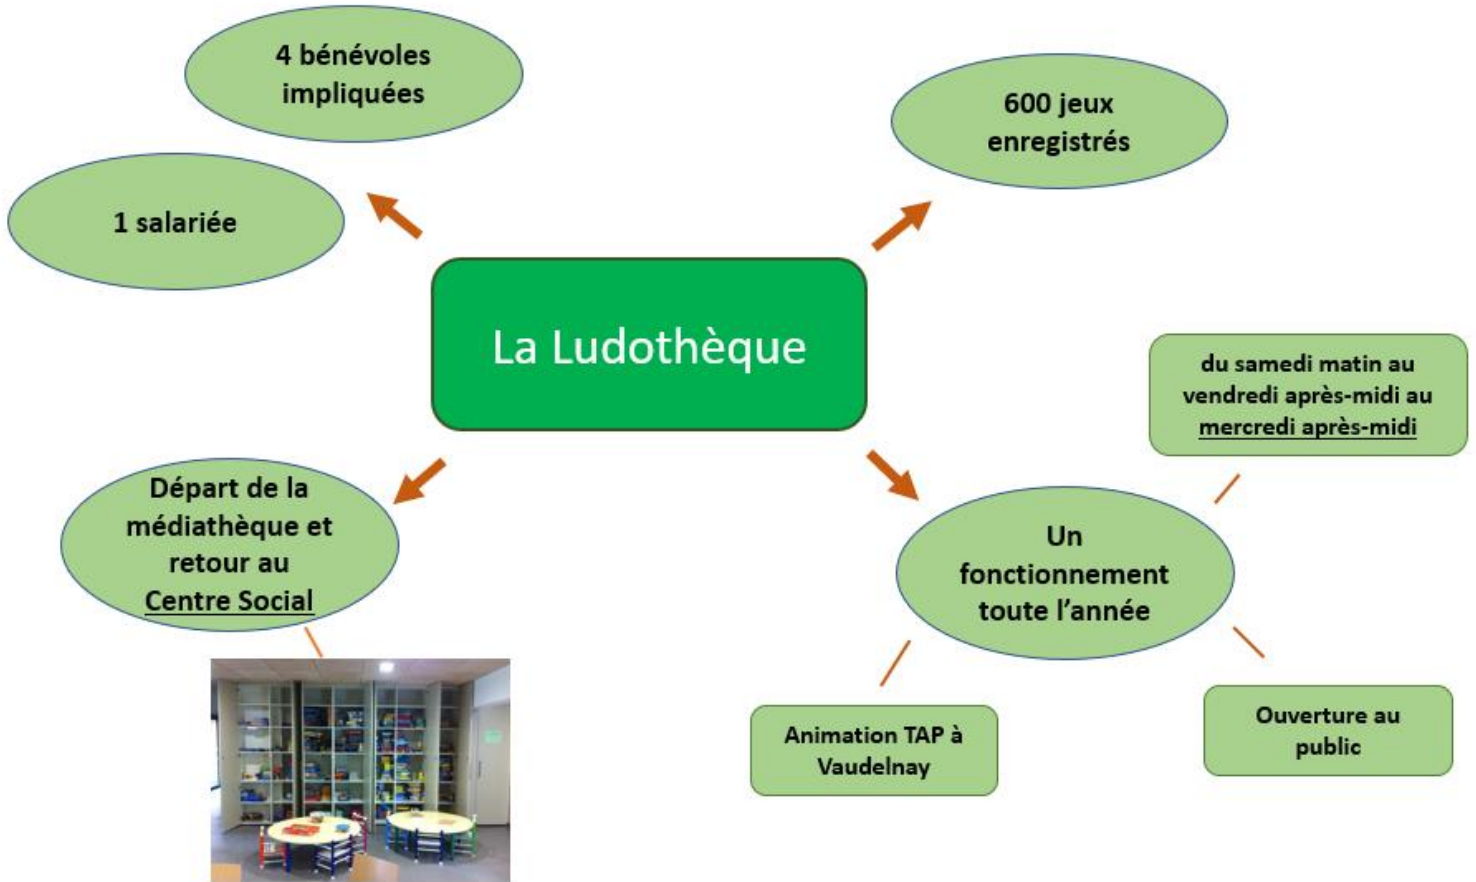 4 bénévoles
impliquées
600 jeux
enregistrés
1 salariée
La Ludothèque
du samedi matin au
vendredi après-midi au
mercredi après-midi
Départ de la
médiathèque et
retour au
Centre Social
Un
fonctionnement
toute l'année
Animation TAP à
Vaudelnay
Ouverture au
public